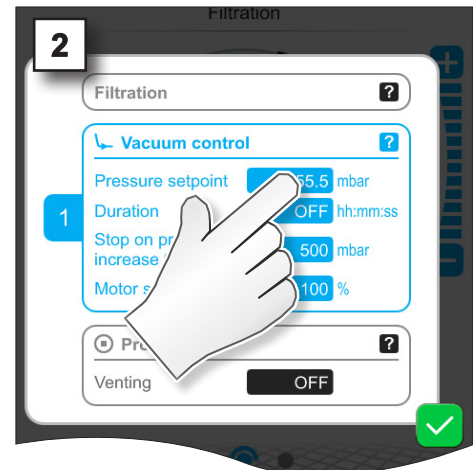 Filtration
2
Filtration ?
Vacuum control ?
1
Pressure setpoint 55.5 mbar
Duration OFF hh:mm:ss
Stop on
increase 500 mbar
Motor 100 %
?
Venting OFF